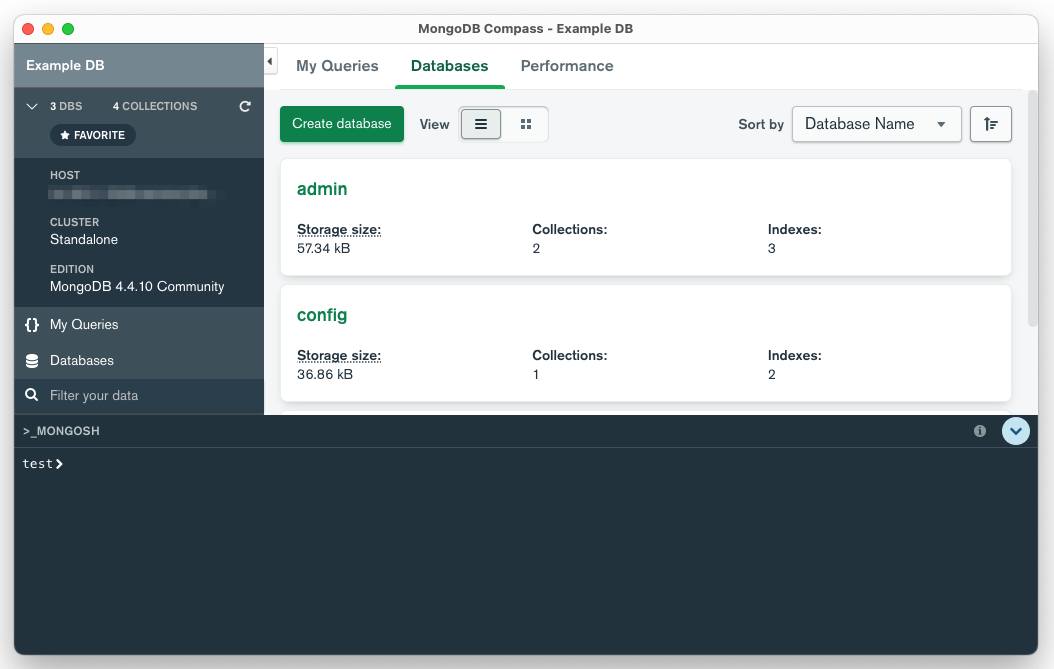 MongoDB Compass - Example DB
Example DB
3 DBS 4 COLLECTIONS
FAVORITE
HOST
CLUSTER
Standalone
EDITION
MongoDB 4.4.10 Community
{} My Queries
Databases
Filter your data
My Queries Databases Performance
Create database View Sort by Database Name
admin
Storage size: Collections: Indexes:
57.34 kB 2 3
config
Storage size: Collections: Indexes:
36.86 kB 1 2
>_MONGOSH
test>